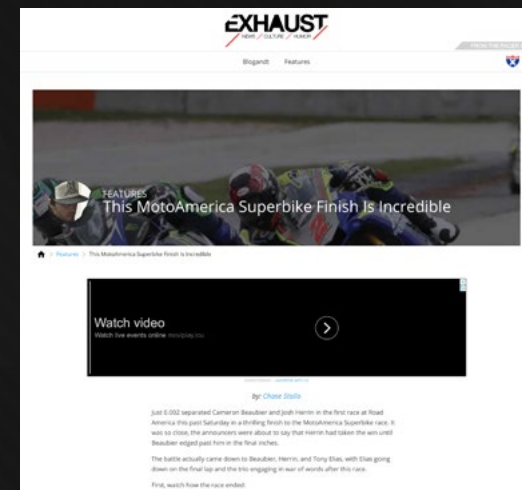 EXHAUST
NEWS / CULTURE / HUMOR
FROM THE PALER
Blogandt Features
FEATURES
This MotoAmerica Superbike Finish Is Incredible
Features > This MotoAmerica Superbike Finish Is Incredible
Watch video
Watch live events online
by: Chase Stallo
Just 0.002 separated Cameron Beaubier and Josh Herrin in the first race at Road
America this past Saturday in a thrilling finish to the MotoAmerica Superbike race. It
was so close, the announcers were about to say that Herrin had taken the win until
Beaubier edged past him in the final inches.
The battle actually came down to Beaubier, Herrin, and Tony Elias, with Elias going
down on the final lap and the trio engaging in war of words after this race.
First, watch how the race ended: